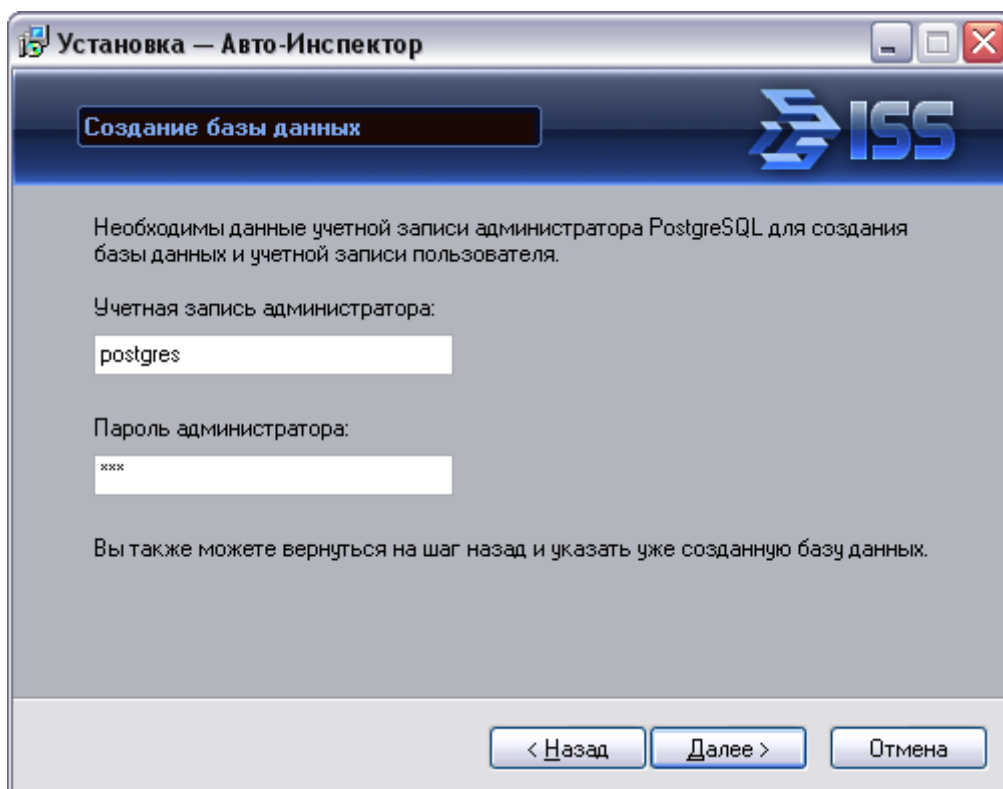 Установка — Авто-Инспектор
Создание базы данных
ISS
Необходимы данные учетной записи администратора PostgreSQL для создания
базы данных и учетной записи пользователя.
Учетная запись администратора:
postgres
Пароль администратора:
***
Вы также можете вернуться на шаг назад и указать уже созданную базу данных.
< Назад
Далее >
Отмена